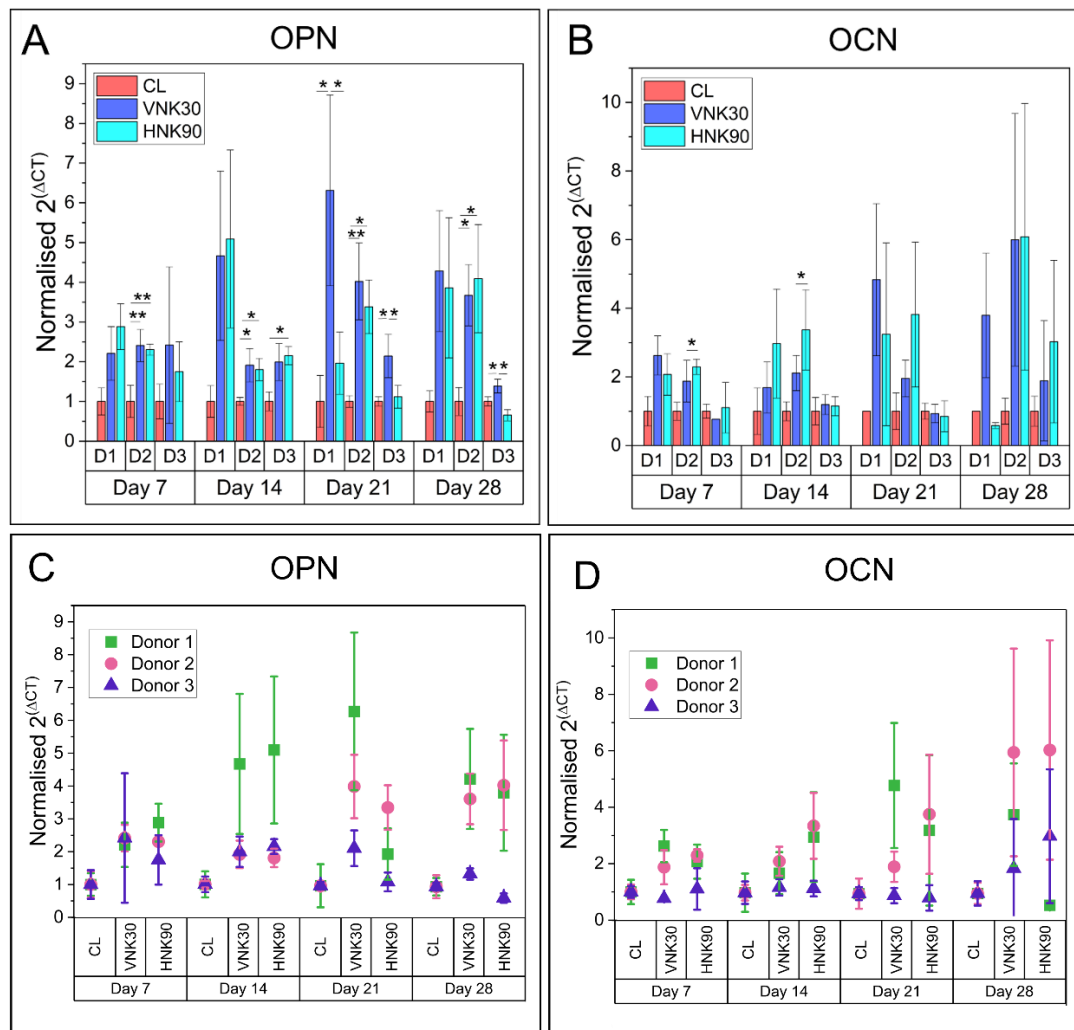 A
OPN
Normalised 2^(ΔCT)
9
8
7
6
5
4
3
2
1
0
CL
VNK30
HNK90
* *
** **
* *
*
** *
* *
* *
* *
D1 D2 D3 D1 D2 D3 D1 D2 D3 D1 D2 D3
Day 7 Day 14 Day 21 Day 28
B
OCN
Normalised 2^(ΔCT)
10
8
6
4
2
0
CL
VNK30
HNK90
*
*
D1 D2 D3 D1 D2 D3 D1 D2 D3 D1 D2 D3
Day 7 Day 14 Day 21 Day 28
C
OPN
Normalised 2^(ΔCT)
9
8
7
6
5
4
3
2
1
0
Donor 1
Donor 2
Donor 3
CL VNK30 HNK90 CL VNK30 HNK90 CL VNK30 HNK90 CL VNK30 HNK90
Day 7 Day 14 Day 21 Day 28
D
OCN
Normalised 2^(ΔCT)
10
8
6
4
2
0
Donor 1
Donor 2
Donor 3
CL VNK30 HNK90 CL VNK30 HNK90 CL VNK30 HNK90 CL VNK30 HNK90
Day 7 Day 14 Day 21 Day 28